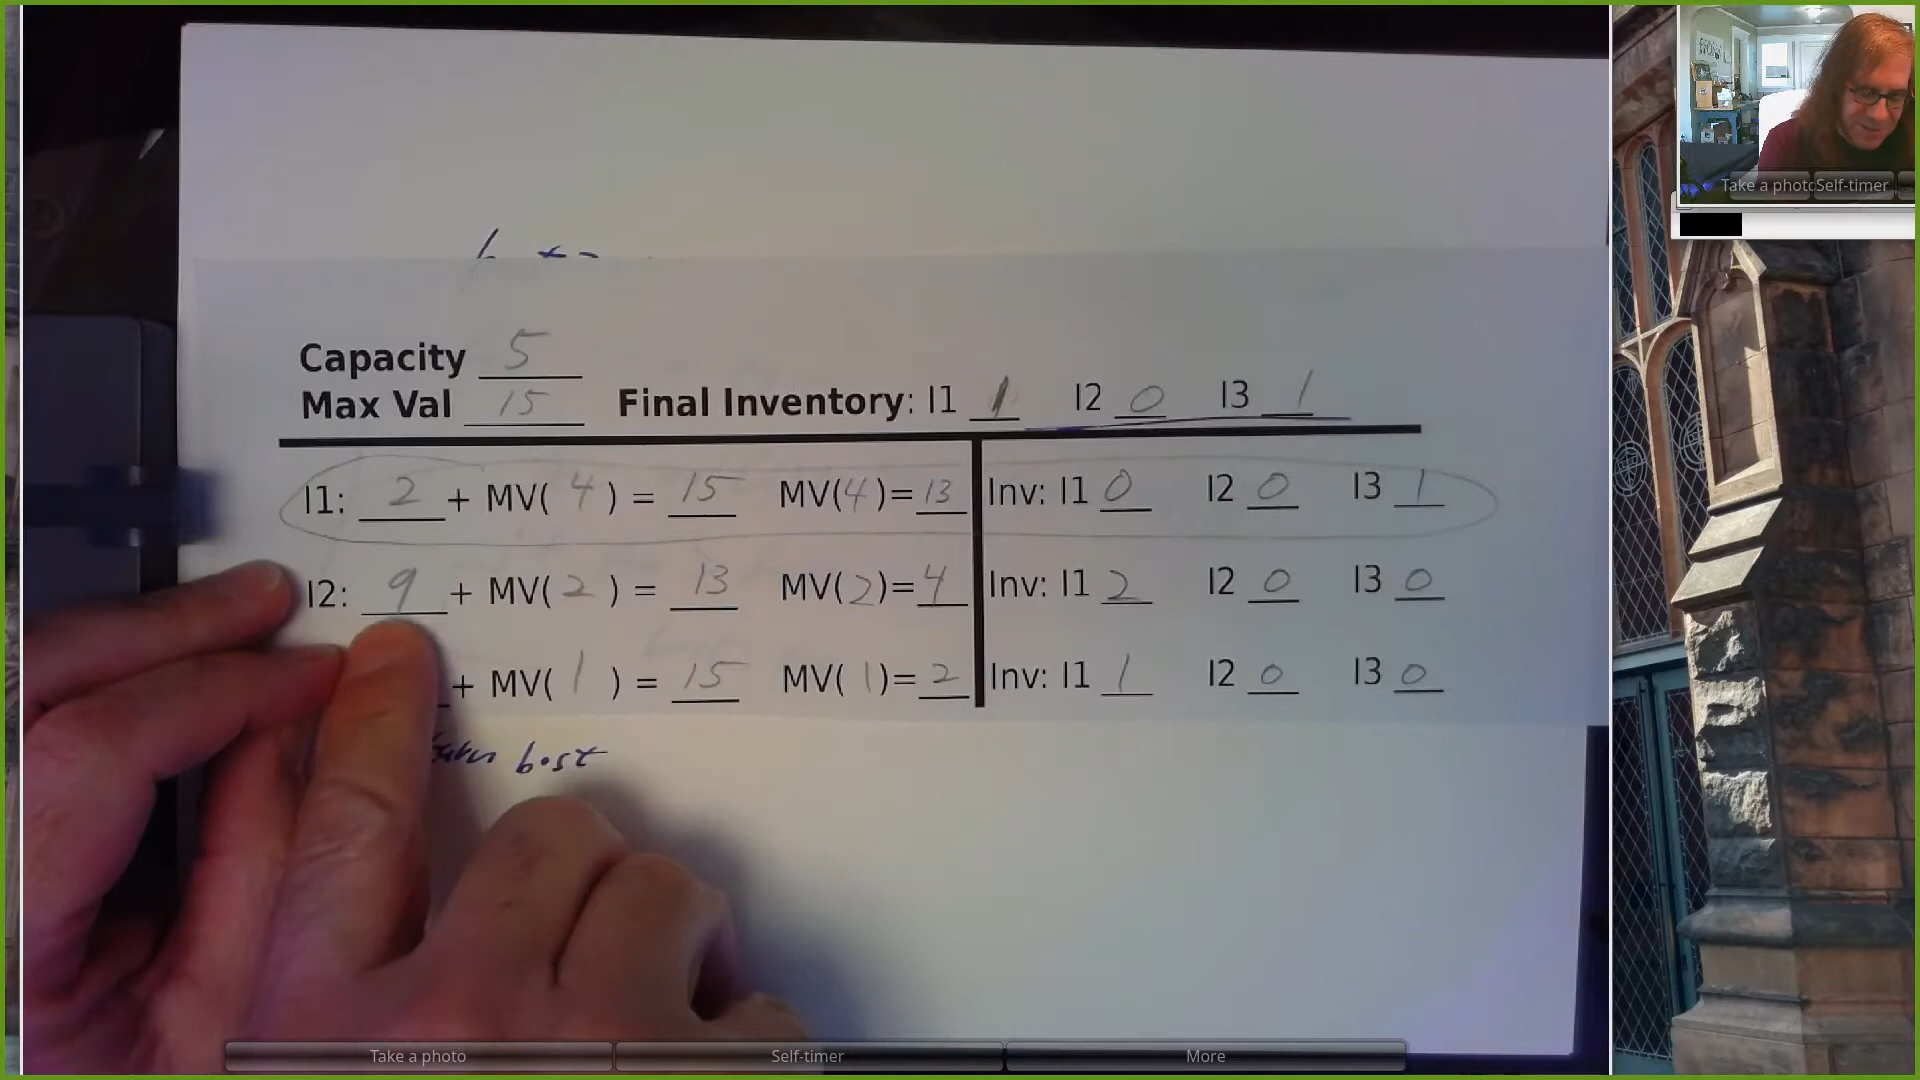 Capacity 5
Max Val 15 Final Inventory: I1 1 I2 0 I3 1
I1: 2 + MV( 4 ) = 15 MV(4)=13 Inv: I1 0 I2 0 I3 1
I2: 9 + MV( 2 ) = 13 MV(2)=4 Inv: I1 2 I2 0 I3 0
+ MV( 1 ) = 15 MV( 1 )=2 Inv: I1 1 I2 0 I3 0
best
Take a photo Self-timer More
Take a photo Self-timer